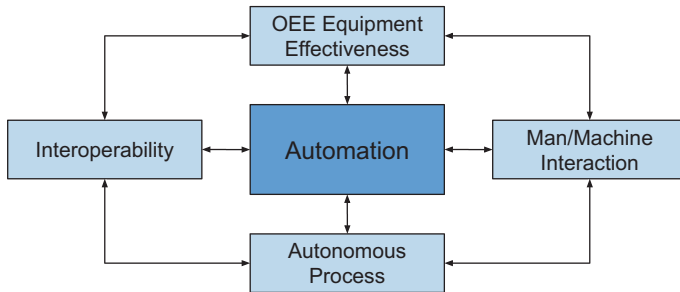 OEE Equipment
Effectiveness
Interoperability
Automation
Man/Machine
Interaction
Autonomous
Process